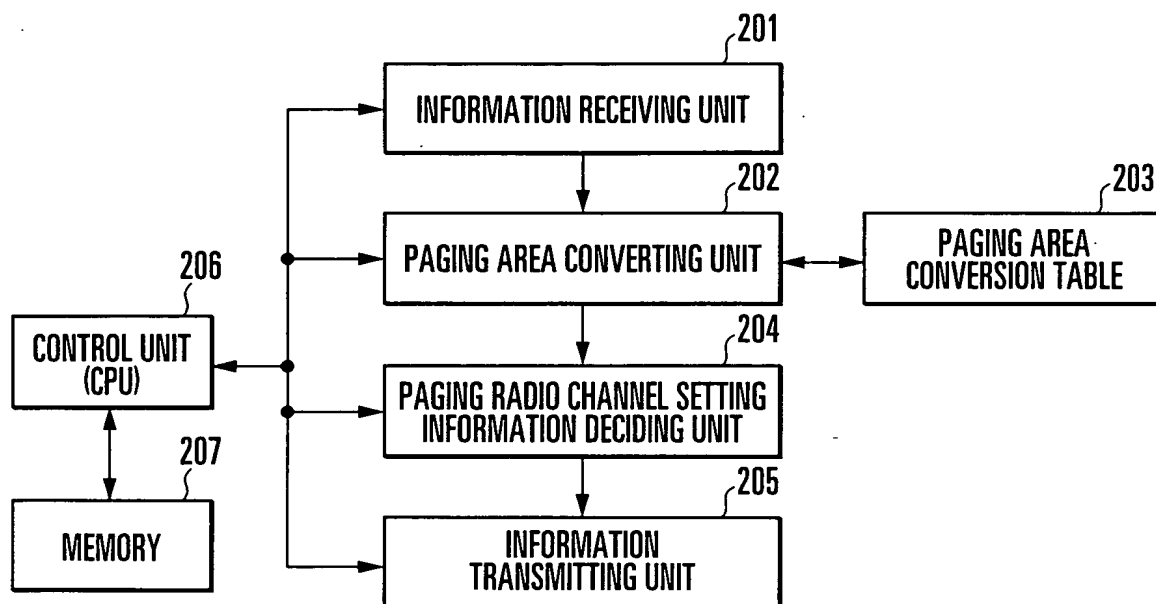 201
INFORMATION RECEIVING UNIT
202
PAGING AREA CONVERTING UNIT
203
PAGING AREA
CONVERSION TABLE
206
CONTROL UNIT
(CPU)
204
PAGING RADIO CHANNEL SETTING
INFORMATION DECIDING UNIT
207
MEMORY
205
INFORMATION
TRANSMITTING UNIT